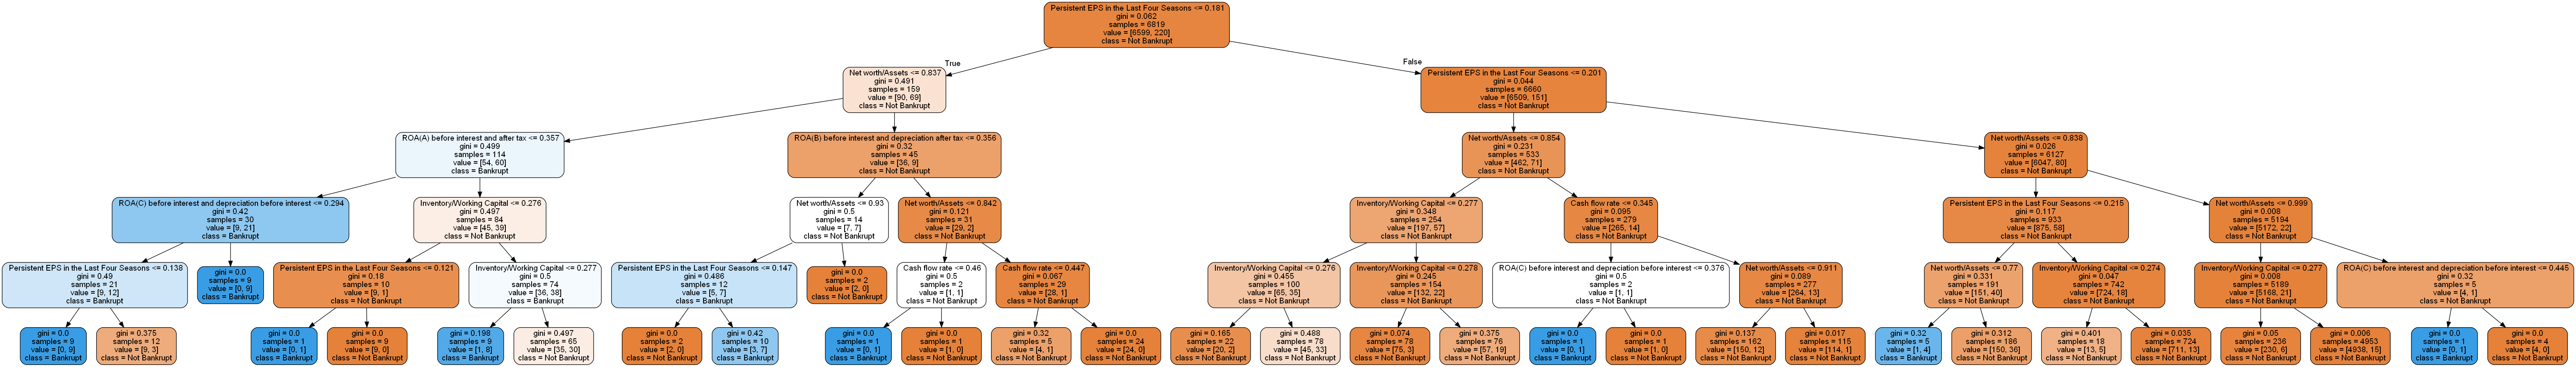 Persistent EPS in the Last Four Seasons <= 0.181
gini = 0.062
samples = 6819
value = [6599, 220]
class = Not Bankrupt
True
False
Net worth/Assets <= 0.837
gini = 0.491
samples = 159
value = [90, 69]
class = Not Bankrupt
Persistent EPS in the Last Four Seasons <= 0.201
gini = 0.044
samples = 6660
value = [6509, 151]
class = Not Bankrupt
ROA(A) before interest and after tax <= 0.357
gini = 0.499
samples = 114
value = [54, 60]
class = Bankrupt
ROA(B) before interest and depreciation after tax <= 0.356
gini = 0.32
samples = 45
value = [36, 9]
class = Not Bankrupt
Net worth/Assets <= 0.854
gini = 0.231
samples = 533
value = [462, 71]
class = Not Bankrupt
Net worth/Assets <= 0.838
gini = 0.026
samples = 6127
value = [6047, 80]
class = Not Bankrupt
ROA(C) before interest and depreciation before interest <= 0.294
gini = 0.42
samples = 30
value = [9, 21]
class = Bankrupt
Inventory/Working Capital <= 0.276
gini = 0.497
samples = 84
value = [45, 39]
class = Not Bankrupt
Net worth/Assets <= 0.93
gini = 0.5
samples = 14
value = [7, 7]
class = Not Bankrupt
Net worth/Assets <= 0.842
gini = 0.121
samples = 31
value = [29, 2]
class = Not Bankrupt
Inventory/Working Capital <= 0.277
gini = 0.348
samples = 254
value = [197, 57]
class = Not Bankrupt
Cash flow rate <= 0.345
gini = 0.095
samples = 279
value = [265, 14]
class = Not Bankrupt
Persistent EPS in the Last Four Seasons <= 0.215
gini = 0.117
samples = 933
value = [875, 58]
class = Not Bankrupt
Net worth/Assets <= 0.999
gini = 0.008
samples = 5194
value = [5172, 22]
class = Not Bankrupt
Persistent EPS in the Last Four Seasons <= 0.138
gini = 0.49
samples = 21
value = [9, 12]
class = Bankrupt
gini = 0.0
samples = 9
value = [0, 9]
class = Bankrupt
Persistent EPS in the Last Four Seasons <= 0.121
gini = 0.18
samples = 10
value = [9, 1]
class = Not Bankrupt
Inventory/Working Capital <= 0.277
gini = 0.5
samples = 74
value = [36, 38]
class = Bankrupt
Persistent EPS in the Last Four Seasons <= 0.147
gini = 0.486
samples = 12
value = [5, 7]
class = Bankrupt
gini = 0.0
samples = 2
value = [2, 0]
class = Not Bankrupt
Cash flow rate <= 0.46
gini = 0.5
samples = 2
value = [1, 1]
class = Not Bankrupt
Cash flow rate <= 0.447
gini = 0.067
samples = 29
value = [28, 1]
class = Not Bankrupt
Inventory/Working Capital <= 0.276
gini = 0.455
samples = 100
value = [65, 35]
class = Not Bankrupt
Inventory/Working Capital <= 0.278
gini = 0.245
samples = 154
value = [132, 22]
class = Not Bankrupt
ROA(C) before interest and depreciation before interest <= 0.376
gini = 0.5
samples = 2
value = [1, 1]
class = Not Bankrupt
Net worth/Assets <= 0.911
gini = 0.089
samples = 277
value = [264, 13]
class = Not Bankrupt
Net worth/Assets <= 0.77
gini = 0.331
samples = 191
value = [151, 40]
class = Not Bankrupt
Inventory/Working Capital <= 0.274
gini = 0.047
samples = 742
value = [724, 18]
class = Not Bankrupt
Inventory/Working Capital <= 0.277
gini = 0.008
samples = 5189
value = [5168, 21]
class = Not Bankrupt
ROA(C) before interest and depreciation before interest <= 0.445
gini = 0.32
samples = 5
value = [4, 1]
class = Not Bankrupt
gini = 0.0
samples = 9
value = [0, 9]
class = Bankrupt
gini = 0.375
samples = 12
value = [9, 3]
class = Not Bankrupt
gini = 0.0
samples = 1
value = [0, 1]
class = Bankrupt
gini = 0.0
samples = 9
value = [9, 0]
class = Not Bankrupt
gini = 0.198
samples = 9
value = [1, 8]
class = Bankrupt
gini = 0.497
samples = 65
value = [35, 30]
class = Not Bankrupt
gini = 0.0
samples = 2
value = [2, 0]
class = Not Bankrupt
gini = 0.42
samples = 10
value = [3, 7]
class = Bankrupt
gini = 0.0
samples = 1
value = [0, 1]
class = Bankrupt
gini = 0.0
samples = 1
value = [1, 0]
class = Not Bankrupt
gini = 0.32
samples = 5
value = [4, 1]
class = Not Bankrupt
gini = 0.0
samples = 24
value = [24, 0]
class = Not Bankrupt
gini = 0.165
samples = 22
value = [20, 2]
class = Not Bankrupt
gini = 0.488
samples = 78
value = [45, 33]
class = Not Bankrupt
gini = 0.074
samples = 78
value = [75, 3]
class = Not Bankrupt
gini = 0.375
samples = 76
value = [57, 19]
class = Not Bankrupt
gini = 0.0
samples = 1
value = [0, 1]
class = Bankrupt
gini = 0.0
samples = 1
value = [1, 0]
class = Not Bankrupt
gini = 0.137
samples = 162
value = [150, 12]
class = Not Bankrupt
gini = 0.017
samples = 115
value = [114, 1]
class = Not Bankrupt
gini = 0.32
samples = 5
value = [1, 4]
class = Bankrupt
gini = 0.312
samples = 186
value = [150, 36]
class = Not Bankrupt
gini = 0.401
samples = 18
value = [13, 5]
class = Not Bankrupt
gini = 0.035
samples = 724
value = [711, 13]
class = Not Bankrupt
gini = 0.05
samples = 236
value = [230, 6]
class = Not Bankrupt
gini = 0.006
samples = 4953
value = [4938, 15]
class = Not Bankrupt
gini = 0.0
samples = 1
value = [0, 1]
class = Bankrupt
gini = 0.0
samples = 4
value = [4, 0]
class = Not Bankrupt